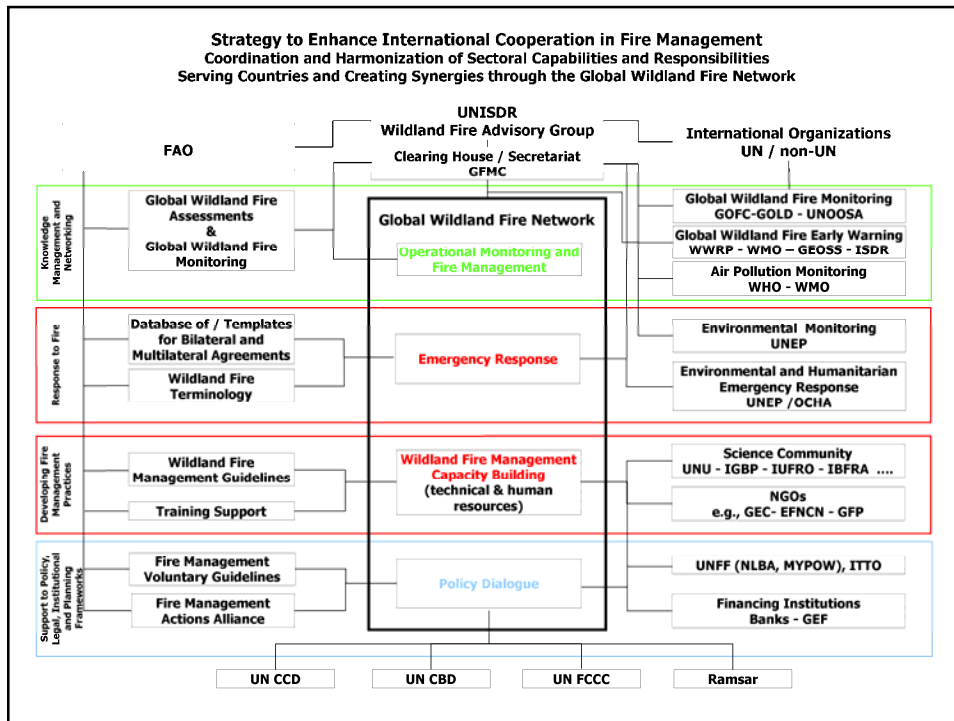 Strategy to Enhance International Cooperation in Fire Management
Coordination and Harmonization of Sectoral Capabilities and Responsibilities
Serving Countries and Creating Synergies through the Global Wildland Fire Network
UNISDR
Wildland Fire Advisory Group
FAO
International Organizations
UN / non-UN
Clearing House / Secretariat
GFMC
Knowledge
Management and
Networking
Global Wildland Fire
Assessments
&
Global Wildland Fire
Monitoring
Global Wildland Fire Network
Operational Monitoring and
Fire Management
Global Wildland Fire Monitoring
GOFC-GOLD - UNOOSA
Global Wildland Fire Early Warning
WWRP - WMO – GEOSS - ISDR
Air Pollution Monitoring
WHO - WMO
Response to Fire
Database of / Templates
for Bilateral and
Multilateral Agreements
Wildland Fire
Terminology
Emergency Response
Environmental Monitoring
UNEP
Environmental and Humanitarian
Emergency Response
UNEP /OCHA
Developing Fire
Management
Practices
Wildland Fire
Management Guidelines
Training Support
Wildland Fire Management
Capacity Building
(technical & human
resources)
Science Community
UNU - IGBP - IUFRO - IBFRA ....
NGOs
e.g., GEC- EFNCN - GFP
Support to Policy,
Legal, Institutional
and Planning
Frameworks
Fire Management
Voluntary Guidelines
Fire Management
Actions Alliance
Policy Dialogue
UNFF (NLBA, MYPOW), ITTO
Financing Institutions
Banks - GEF
UN CCD
UN CBD
UN FCCC
Ramsar